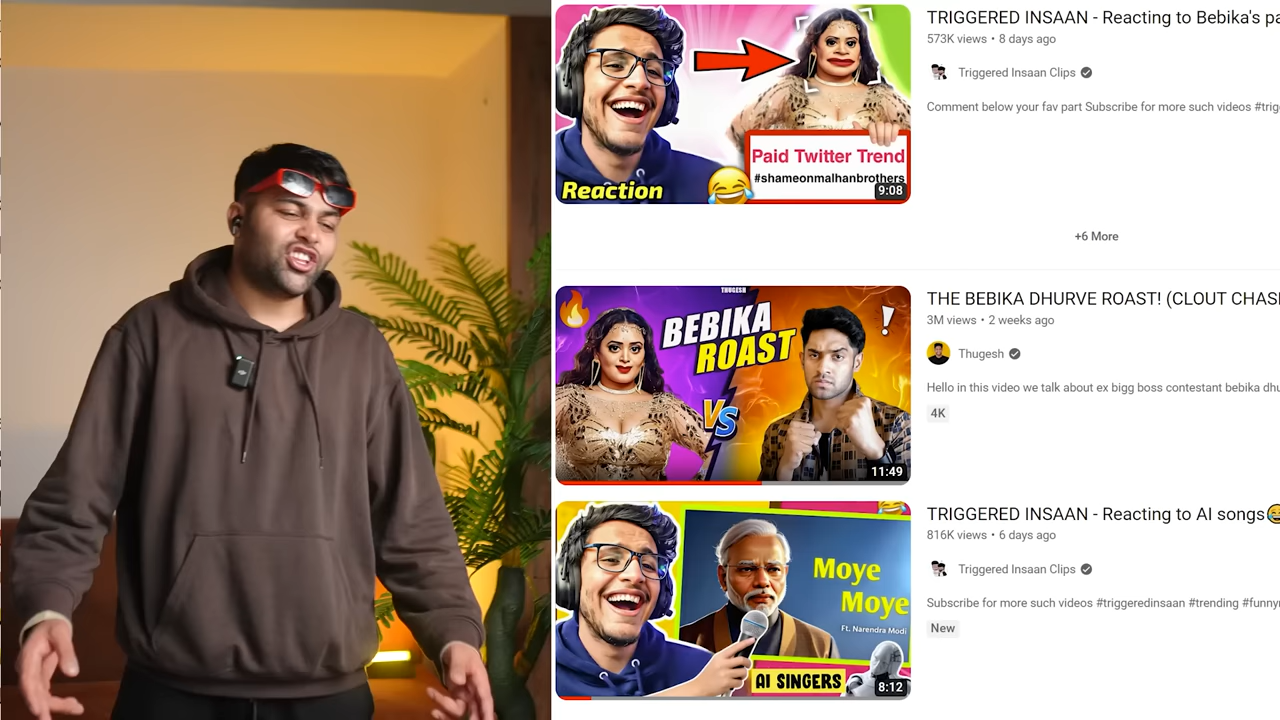 TRIGGERED INSAAN - Reacting to Bebika's pa
573K views • 8 days ago
Triggered Insaan Clips
Comment below your fav part Subscribe for more such videos #trig
Paid Twitter Trend
#shameonmalhanbrothers
Reaction
9:08
+6 More
THUGESH
BEBIKA
ROAST
VS
11:49
THE BEBIKA DHURVE ROAST! (CLOUT CHAS
3M views • 2 weeks ago
Thugesh
Hello in this video we talk about ex bigg boss contestant bebika dhu
4K
Moye
Moye
Ft. Narendra Modi
AI SINGERS
8:12
TRIGGERED INSAAN - Reacting to AI songs😂
816K views • 6 days ago
Triggered Insaan Clips
Subscribe for more such videos #triggeredinsaan #trending #funny
New